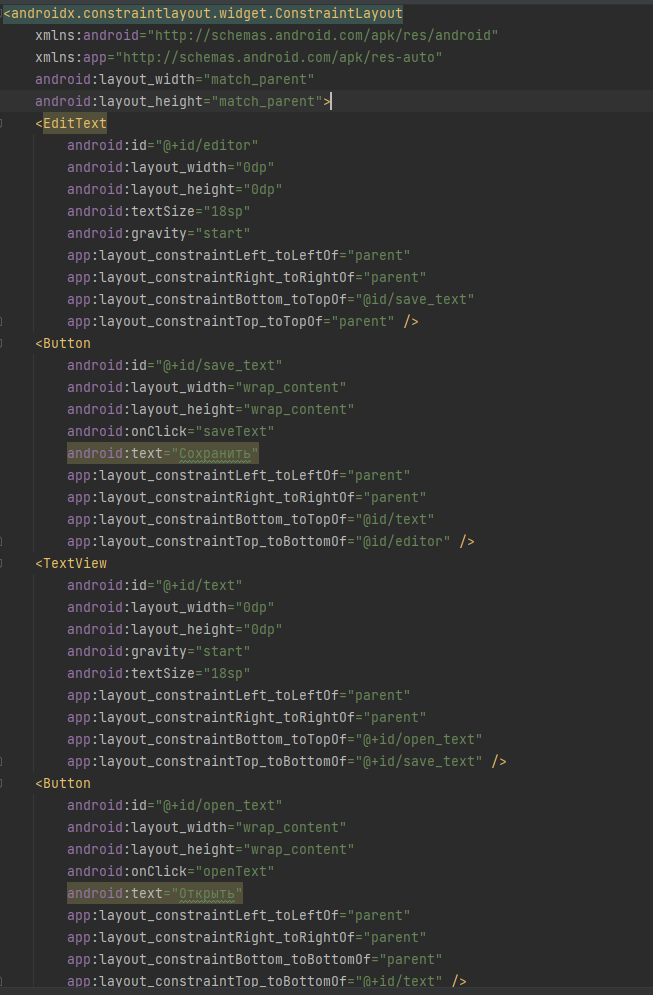 <androidx.constraintlayout.widget.ConstraintLayout
    xmlns:android="http://schemas.android.com/apk/res/android"
    xmlns:app="http://schemas.android.com/apk/res-auto"
    android:layout_width="match_parent"
    android:layout_height="match_parent">
    <EditText
        android:id="@+id/editor"
        android:layout_width="0dp"
        android:layout_height="0dp"
        android:textSize="18sp"
        android:gravity="start"
        app:layout_constraintLeft_toLeftOf="parent"
        app:layout_constraintRight_toRightOf="parent"
        app:layout_constraintBottom_toTopOf="@id/save_text"
        app:layout_constraintTop_toTopOf="parent" />
    <Button
        android:id="@+id/save_text"
        android:layout_width="wrap_content"
        android:layout_height="wrap_content"
        android:onClick="saveText"
        android:text="Сохранить"
        app:layout_constraintLeft_toLeftOf="parent"
        app:layout_constraintRight_toRightOf="parent"
        app:layout_constraintBottom_toTopOf="@id/text"
        app:layout_constraintTop_toBottomOf="@id/editor" />
    <TextView
        android:id="@+id/text"
        android:layout_width="0dp"
        android:layout_height="0dp"
        android:gravity="start"
        android:textSize="18sp"
        app:layout_constraintLeft_toLeftOf="parent"
        app:layout_constraintRight_toRightOf="parent"
        app:layout_constraintBottom_toTopOf="@+id/open_text"
        app:layout_constraintTop_toBottomOf="@+id/save_text" />
    <Button
        android:id="@+id/open_text"
        android:layout_width="wrap_content"
        android:layout_height="wrap_content"
        android:onClick="openText"
        android:text="Открыть"
        app:layout_constraintLeft_toLeftOf="parent"
        app:layout_constraintRight_toRightOf="parent"
        app:layout_constraintBottom_toBottomOf="parent"
        app:layout_constraintTop_toBottomOf="@+id/text" />